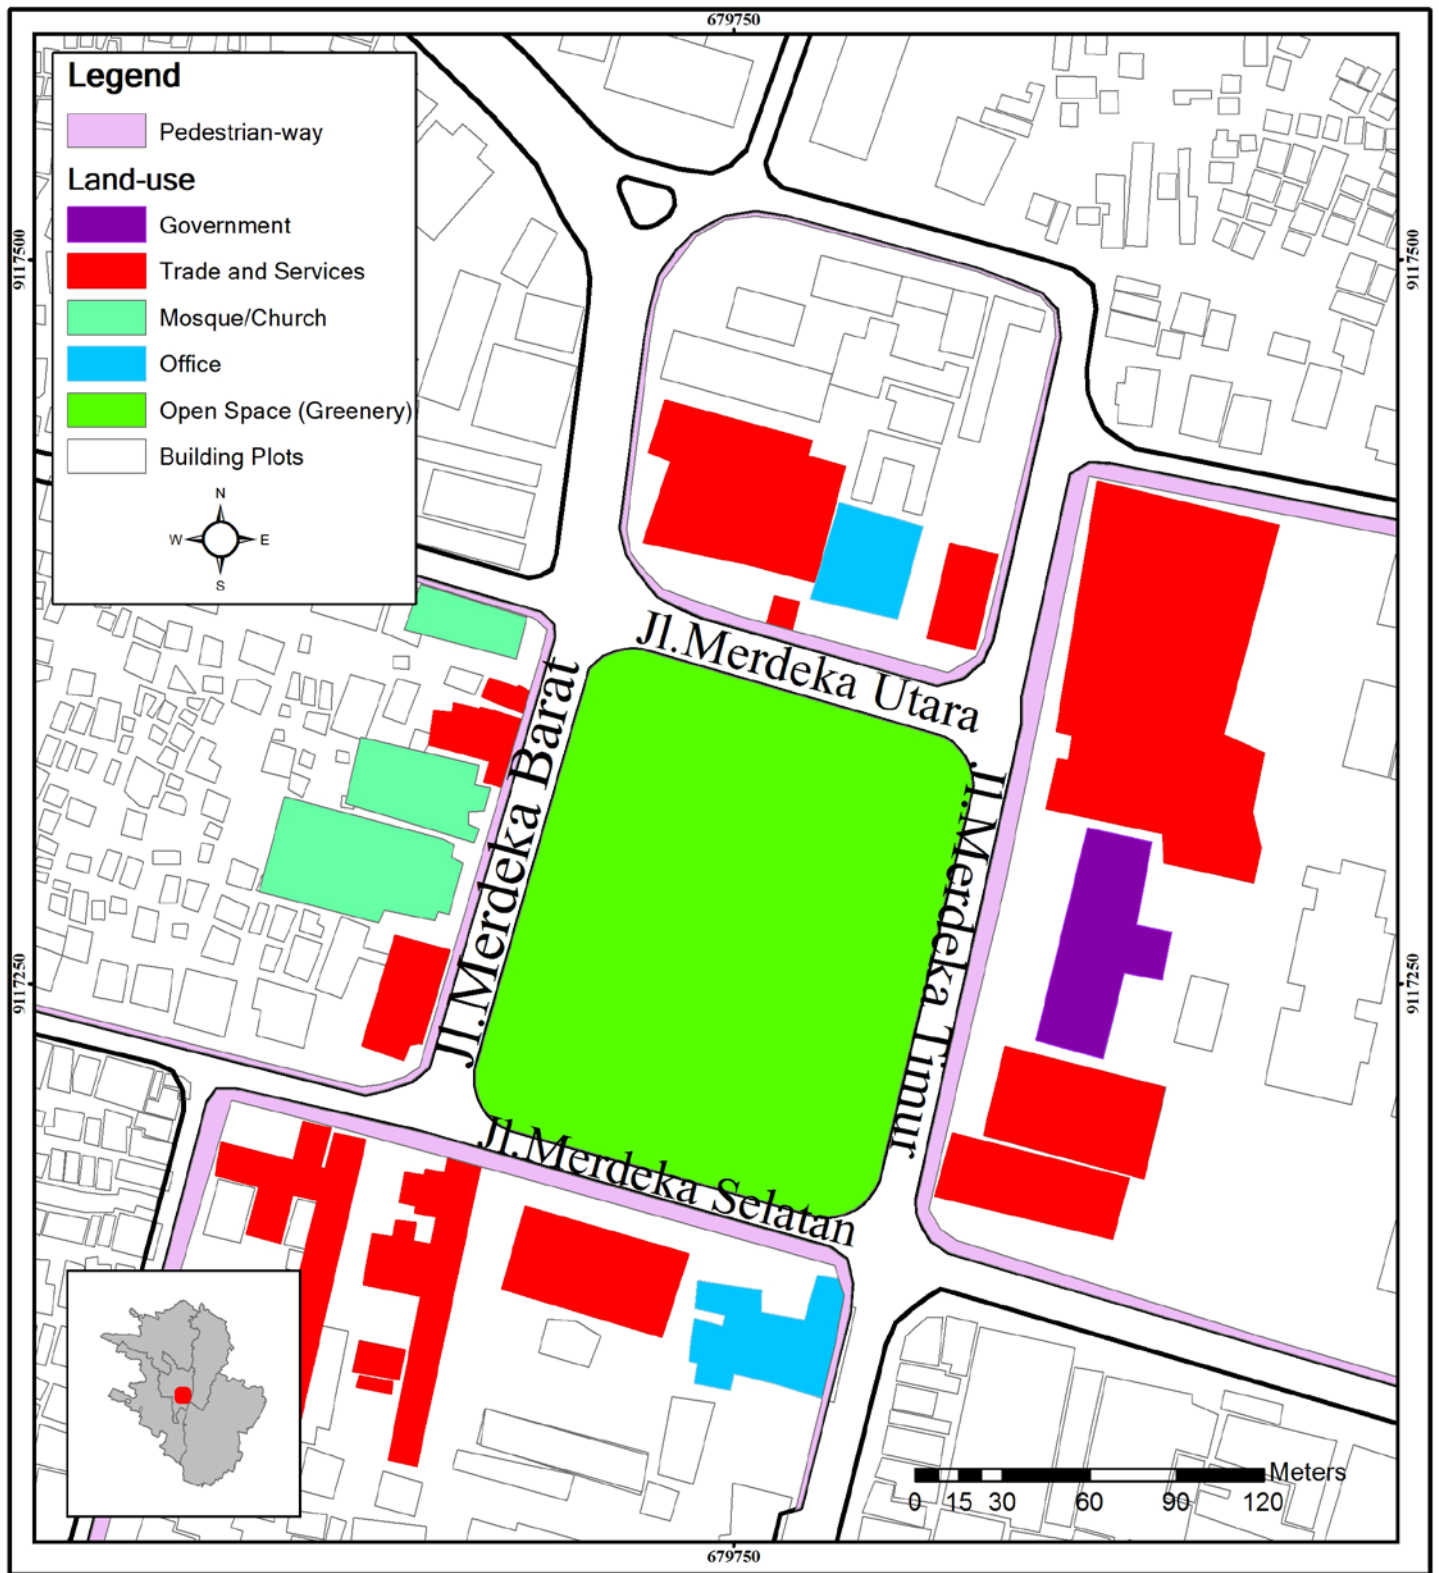 679750
Legend
Pedestrian-way
Land-use
Government
Trade and Services
Mosque/Church
Office
Open Space (Greenery)
Building Plots
N
W E
S
9117500
9117500
Jl.Merdeka Utara
Jl.Merdeka Barat
Jl.Merdeka Timur
Jl.Merdeka Selatan
9117250
9117250
Meters
0 15 30 60 90 120
679750